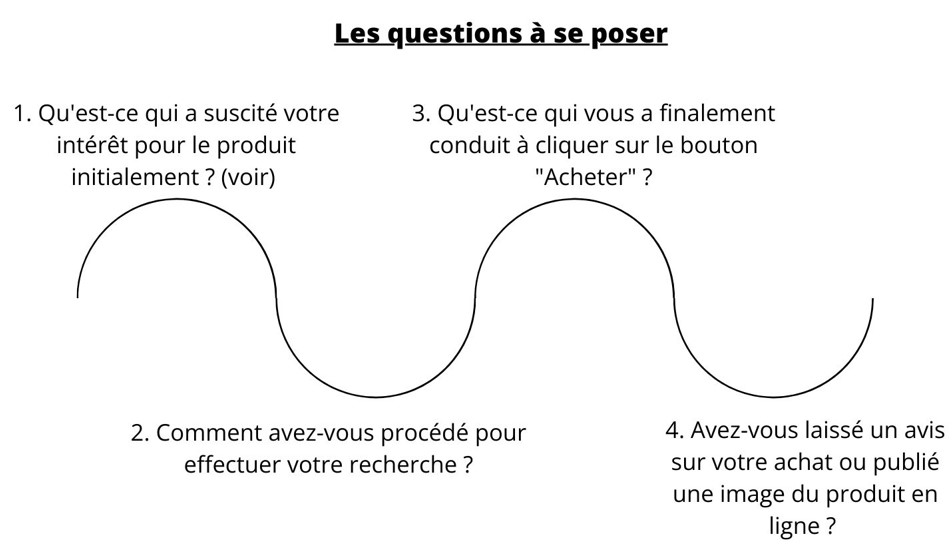 Les questions à se poser
1. Qu'est-ce qui a suscité votre
intérêt pour le produit
initialement ? (voir)
3. Qu'est-ce qui vous a finalement
conduit à cliquer sur le bouton
"Acheter" ?
2. Comment avez-vous procédé pour
effectuer votre recherche ?
4. Avez-vous laissé un avis
sur votre achat ou publié
une image du produit en
ligne ?